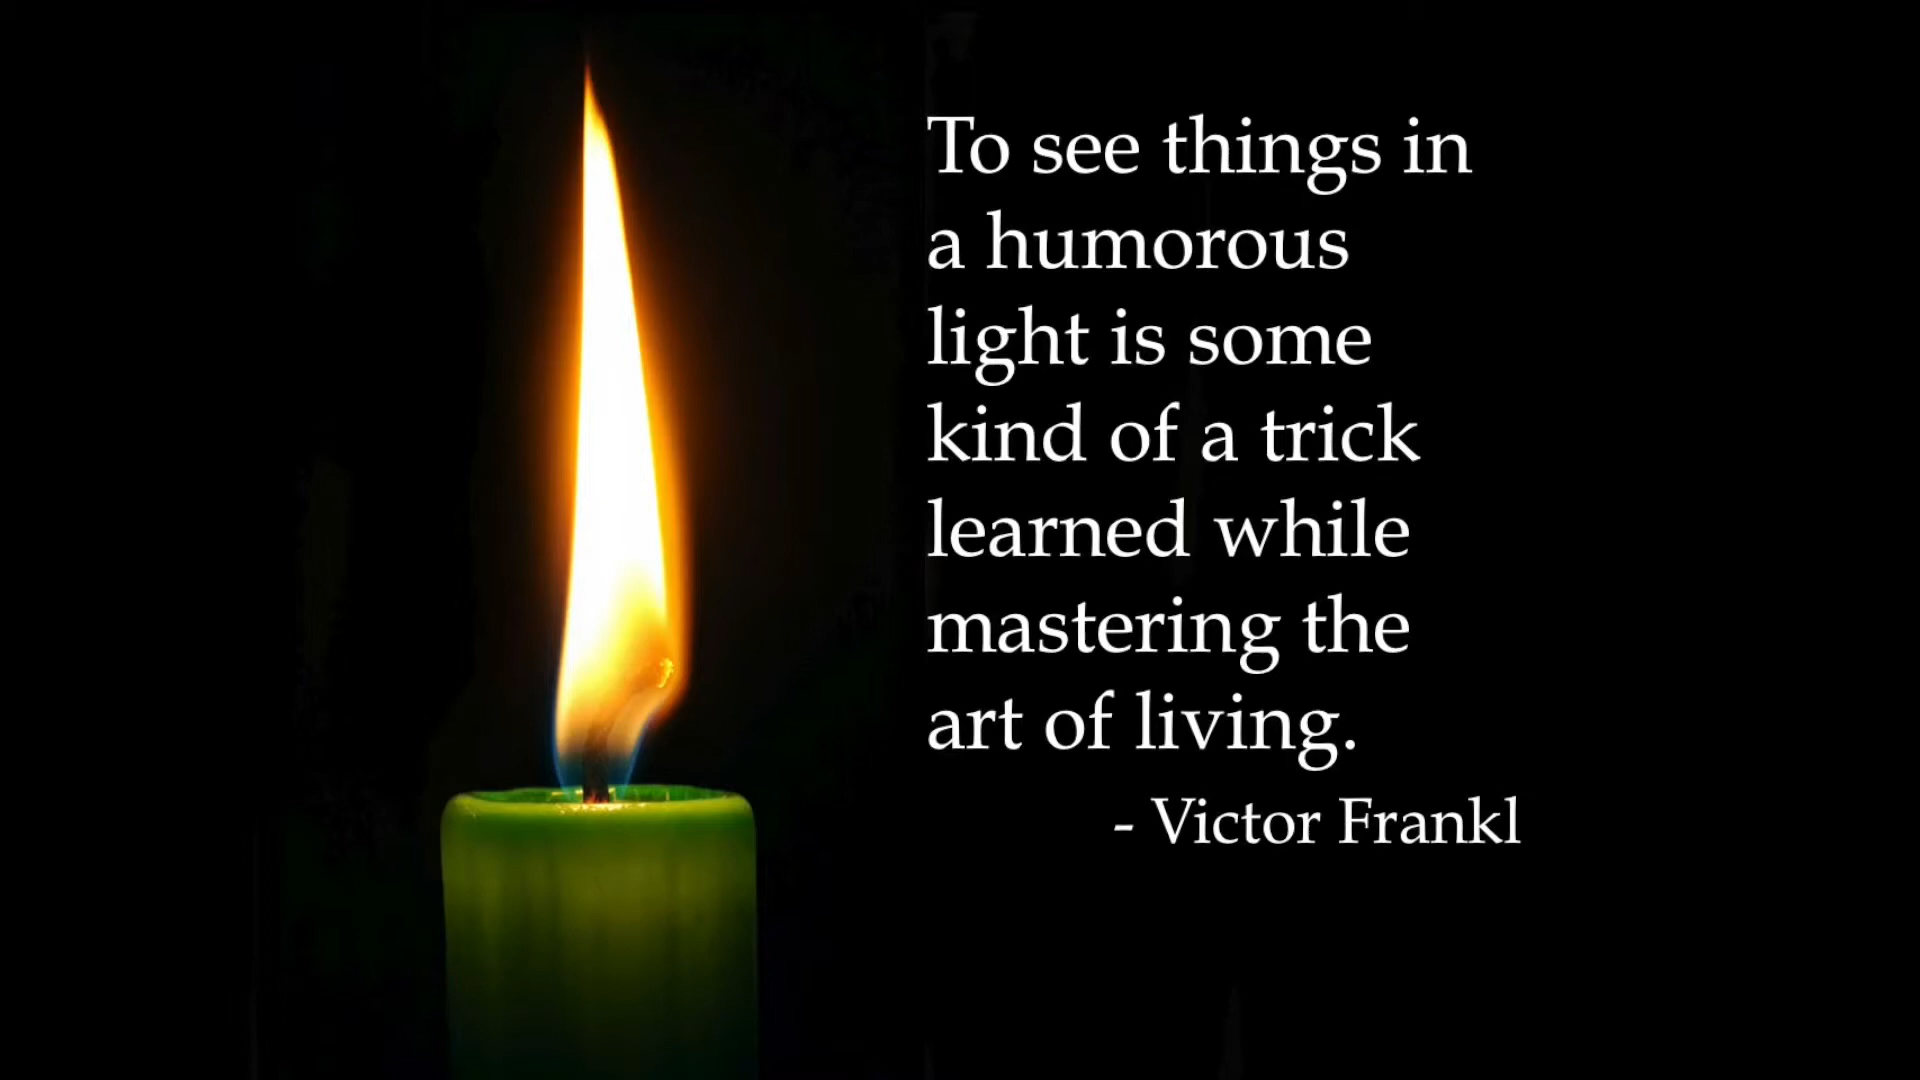 To see things in
a humorous
light is some
kind of a trick
learned while
mastering the
art of living.
- Victor Frankl